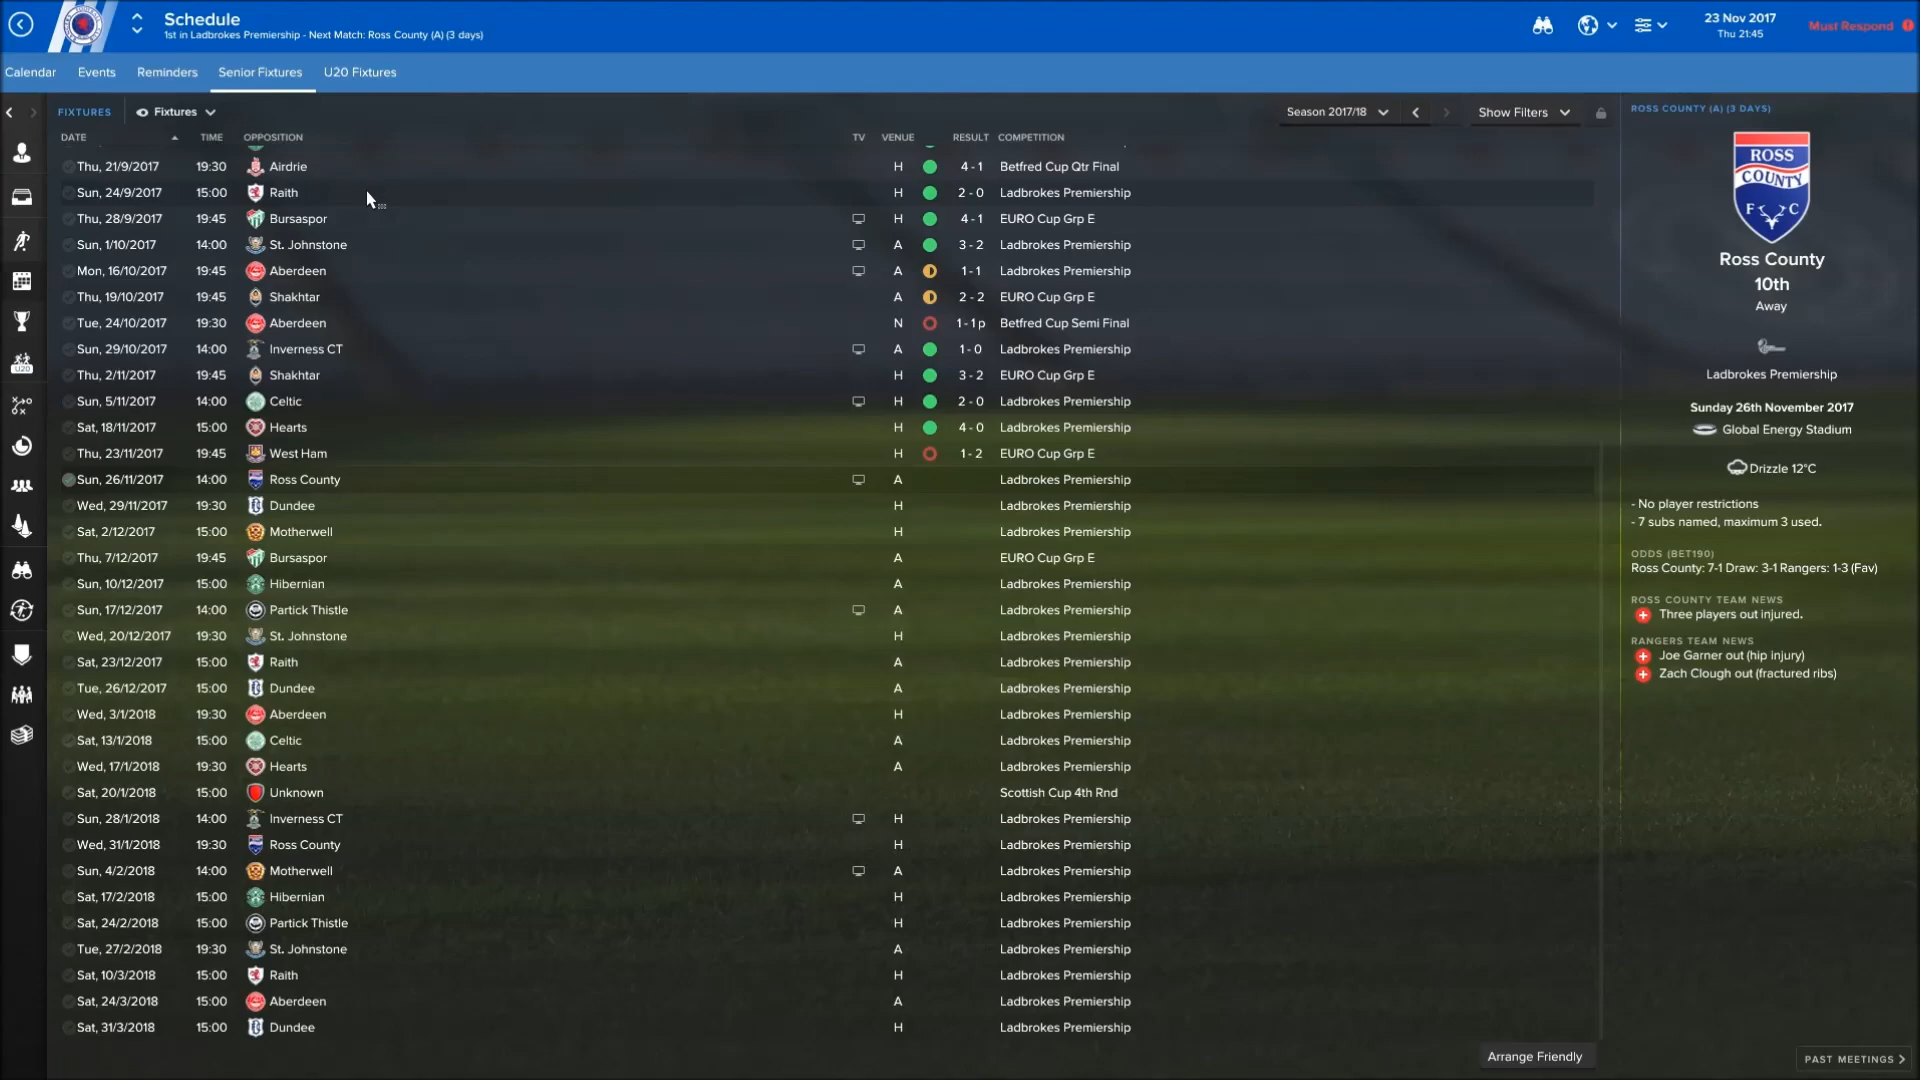 Schedule
1st in Ladbrokes Premiership - Next Match: Ross County (A) (3 days)
23 Nov 2017
Thu 21:45
Must Respond
Calendar Events Reminders Senior Fixtures U20 Fixtures
FIXTURES Fixtures Season 2017/18 Show Filters
DATE TIME OPPOSITION TV VENUE RESULT COMPETITION
Thu, 21/9/2017 19:30 Airdrie H 4 - 1 Betfred Cup Qtr Final
Sun, 24/9/2017 15:00 Raith H 2 - 0 Ladbrokes Premiership
Thu, 28/9/2017 19:45 Bursaspor H 4 - 1 EURO Cup Grp E
Sun, 1/10/2017 14:00 St. Johnstone A 3 - 2 Ladbrokes Premiership
Mon, 16/10/2017 19:45 Aberdeen A 1 - 1 Ladbrokes Premiership
Thu, 19/10/2017 19:45 Shakhtar A 2 - 2 EURO Cup Grp E
Tue, 24/10/2017 19:30 Aberdeen N 1 - 1 p Betfred Cup Semi Final
Sun, 29/10/2017 14:00 Inverness CT A 1 - 0 Ladbrokes Premiership
Thu, 2/11/2017 19:45 Shakhtar H 3 - 2 EURO Cup Grp E
Sun, 5/11/2017 14:00 Celtic H 2 - 0 Ladbrokes Premiership
Sat, 18/11/2017 15:00 Hearts H 4 - 0 Ladbrokes Premiership
Thu, 23/11/2017 19:45 West Ham H 1 - 2 EURO Cup Grp E
Sun, 26/11/2017 14:00 Ross County A Ladbrokes Premiership
Wed, 29/11/2017 19:30 Dundee H Ladbrokes Premiership
Sat, 2/12/2017 15:00 Motherwell H Ladbrokes Premiership
Thu, 7/12/2017 19:45 Bursaspor A EURO Cup Grp E
Sun, 10/12/2017 15:00 Hibernian A Ladbrokes Premiership
Sun, 17/12/2017 14:00 Partick Thistle A Ladbrokes Premiership
Wed, 20/12/2017 19:30 St. Johnstone H Ladbrokes Premiership
Sat, 23/12/2017 15:00 Raith A Ladbrokes Premiership
Tue, 26/12/2017 15:00 Dundee A Ladbrokes Premiership
Wed, 3/1/2018 19:30 Aberdeen H Ladbrokes Premiership
Sat, 13/1/2018 15:00 Celtic A Ladbrokes Premiership
Wed, 17/1/2018 19:30 Hearts A Ladbrokes Premiership
Sat, 20/1/2018 15:00 Unknown Scottish Cup 4th Rnd
Sun, 28/1/2018 14:00 Inverness CT H Ladbrokes Premiership
Wed, 31/1/2018 19:30 Ross County H Ladbrokes Premiership
Sun, 4/2/2018 14:00 Motherwell A Ladbrokes Premiership
Sat, 17/2/2018 15:00 Hibernian H Ladbrokes Premiership
Sat, 24/2/2018 15:00 Partick Thistle H Ladbrokes Premiership
Tue, 27/2/2018 19:30 St. Johnstone A Ladbrokes Premiership
Sat, 10/3/2018 15:00 Raith H Ladbrokes Premiership
Sat, 24/3/2018 15:00 Aberdeen A Ladbrokes Premiership
Sat, 31/3/2018 15:00 Dundee H Ladbrokes Premiership
Arrange Friendly
U20
ROSS COUNTY (A) (3 DAYS)
ROSS
COUNTY
F C
Ross County
10th
Away
Ladbrokes Premiership
Sunday 26th November 2017
Global Energy Stadium
Drizzle 12°C
- No player restrictions
- 7 subs named, maximum 3 used.
ODDS (BET190)
Ross County: 7-1 Draw: 3-1 Rangers: 1-3 (Fav)
ROSS COUNTY TEAM NEWS
Three players out injured.
RANGERS TEAM NEWS
Joe Garner out (hip injury)
Zach Clough out (fractured ribs)
PAST MEETINGS